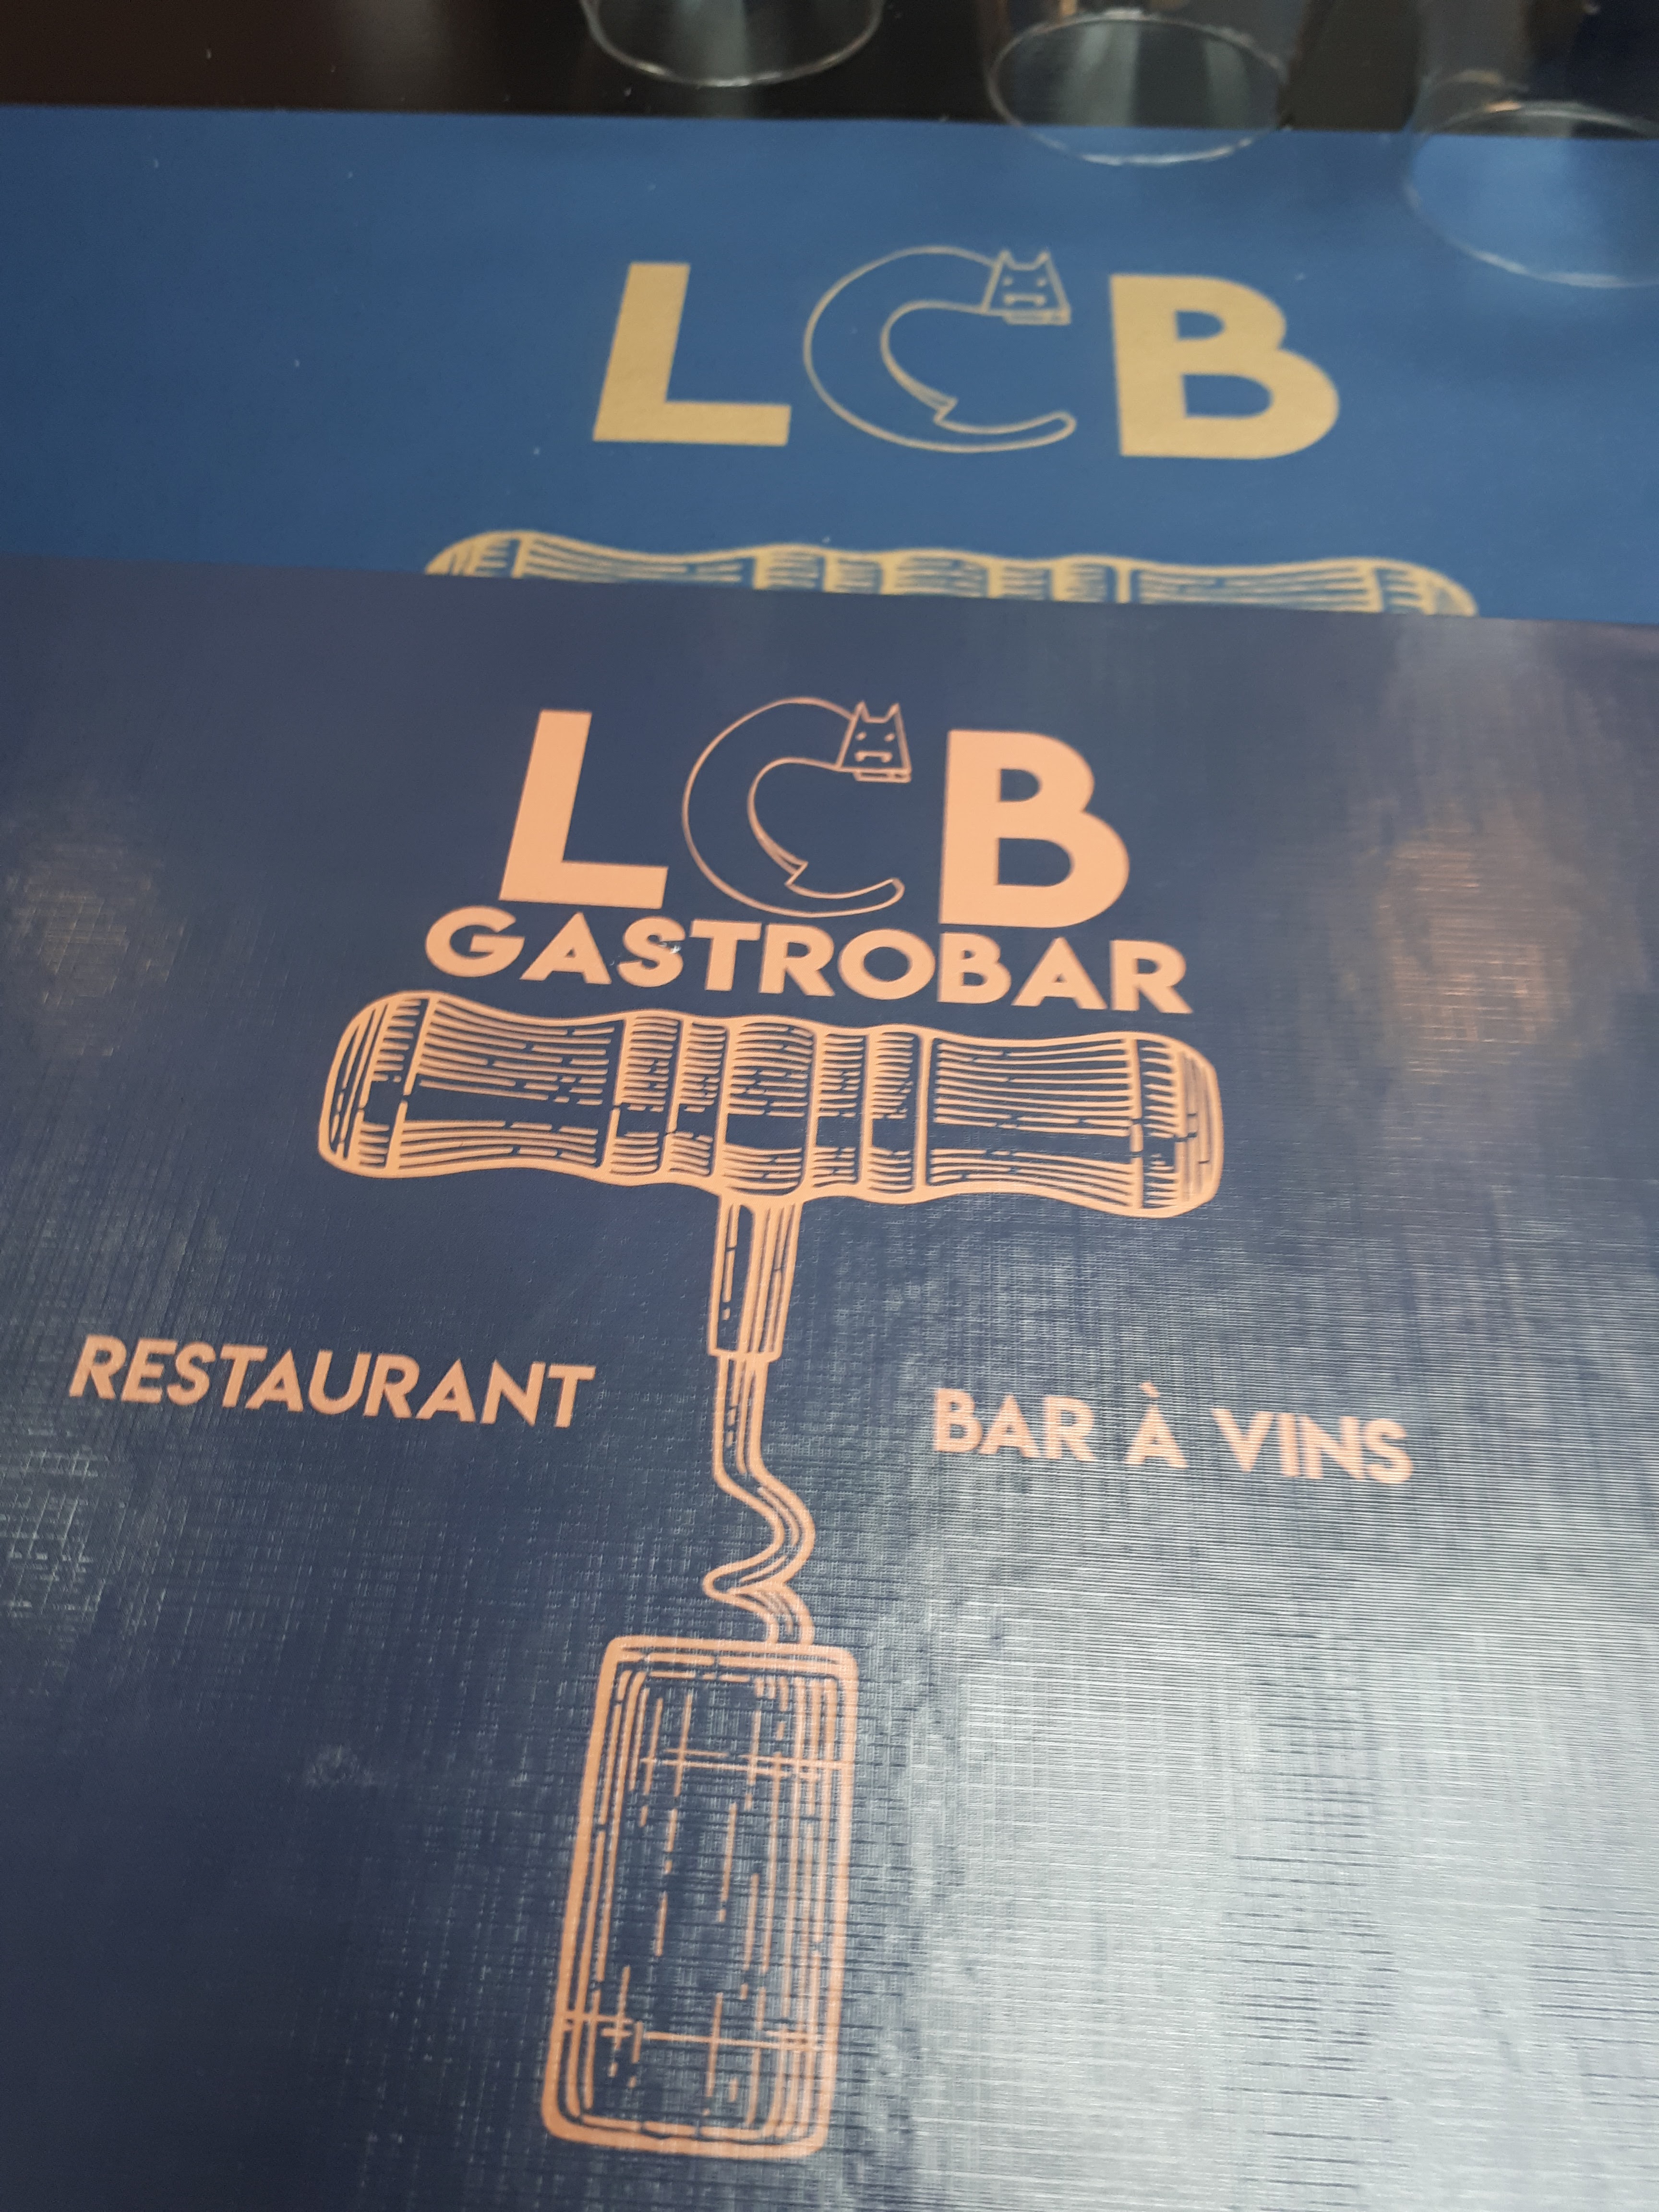 LCB
LCB
GASTROBAR
RESTAURANT
BAR À VINS